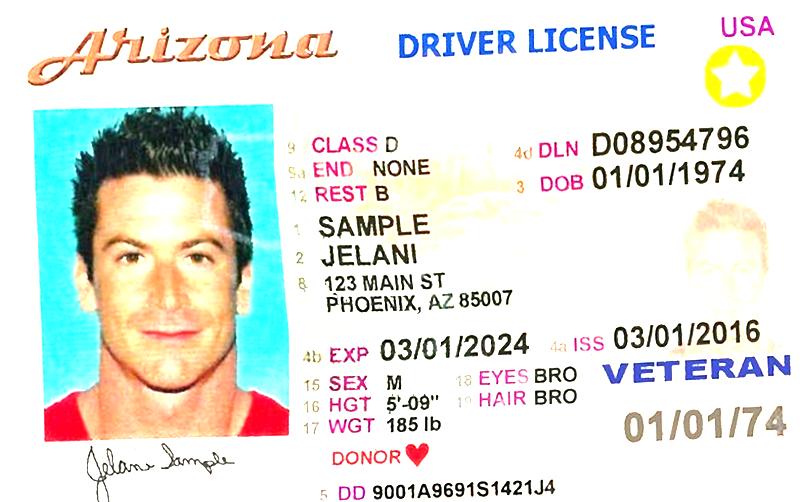 Arizona DRIVER LICENSE USA
9 CLASS D 4d DLN D08954796
9a END NONE 3 DOB 01/01/1974
12 REST B
1 SAMPLE
2 JELANI
8 123 MAIN ST
PHOENIX, AZ 85007
4b EXP 03/01/2024 4a ISS 03/01/2016
15 SEX M 18 EYES BRO VETERAN
16 HGT 5'-09" 19 HAIR BRO
17 WGT 185 lb 01/01/74
DONOR
Jelani Sample
5 DD 9001A9691S1421J4